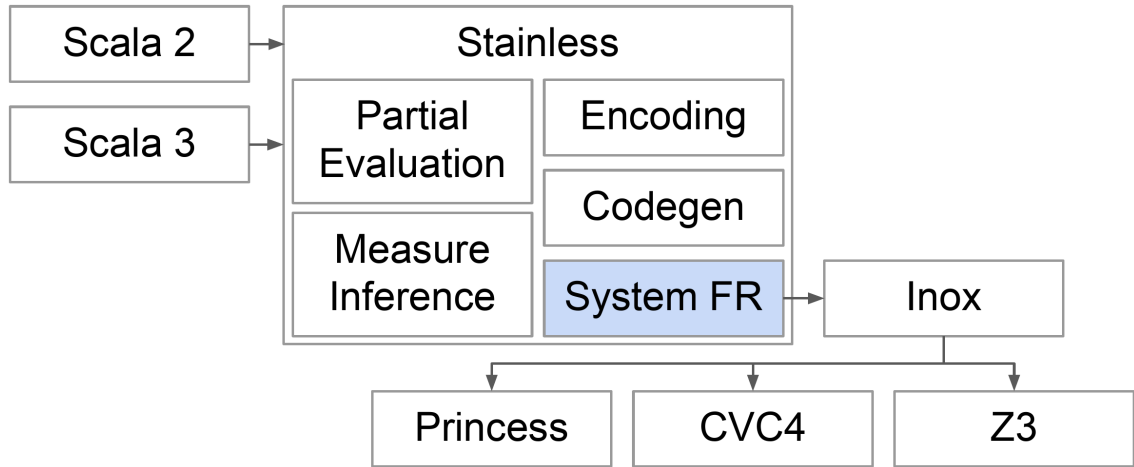 Scala 2
Stainless
Scala 3
Partial
Evaluation
Encoding
Codegen
Measure
Inference
System FR
Inox
Princess
CVC4
Z3